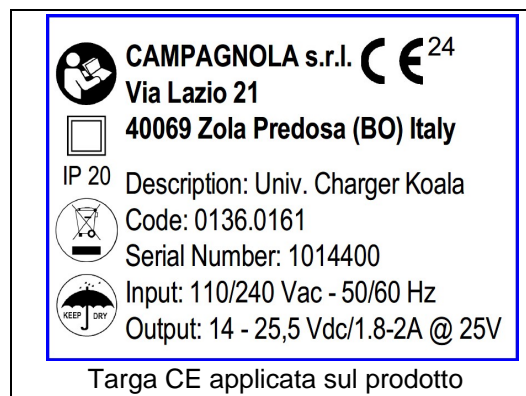 CAMPAGNOLA s.r.l. CE 24
Via Lazio 21
40069 Zola Predosa (BO) Italy
IP 20
Description: Univ. Charger Koala
Code: 0136.0161
Serial Number: 1014400
Input: 110/240 Vac - 50/60 Hz
KEEP DRY
Output: 14 - 25,5 Vdc/1.8-2A @ 25V
Targa CE applicata sul prodotto